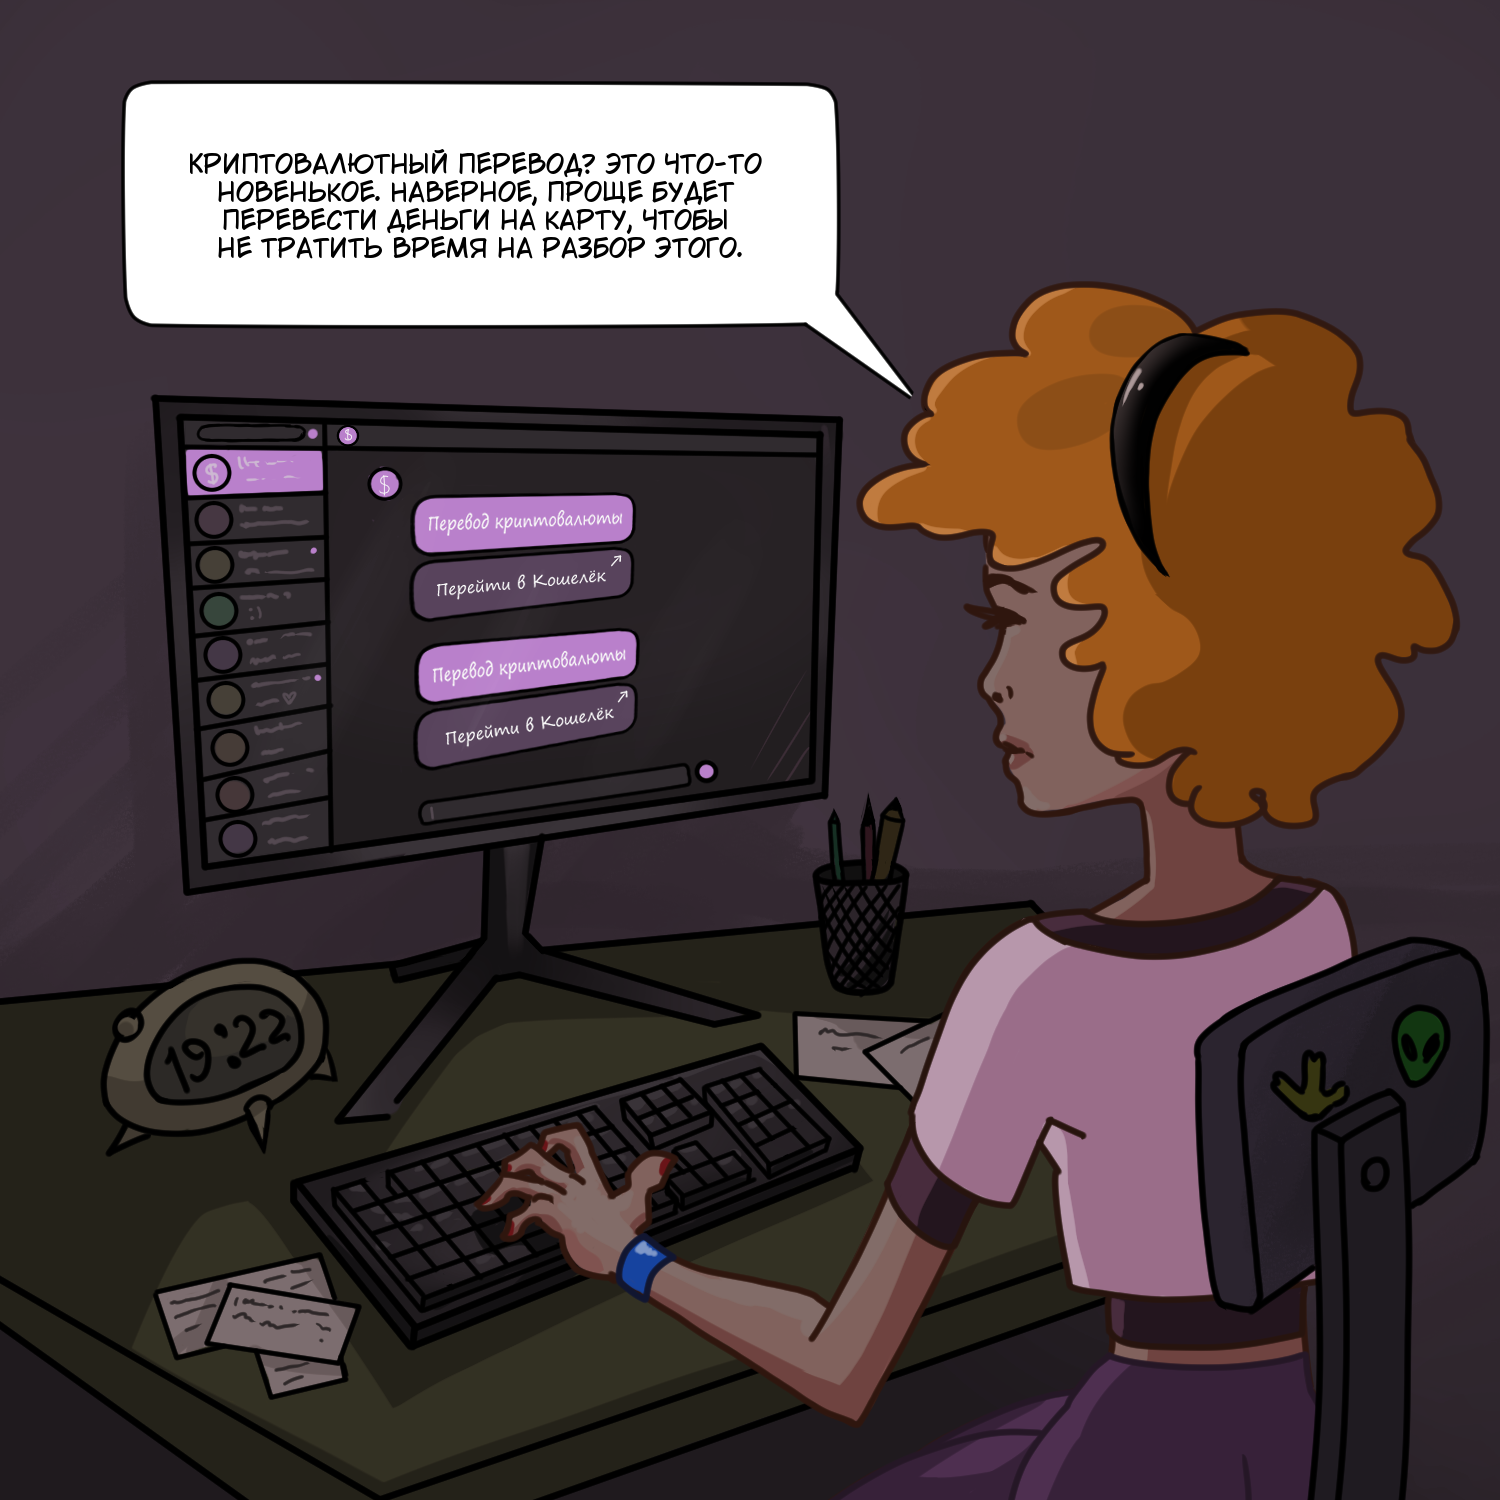 КРИПТОВАЛЮТНЫЙ ПЕРЕВОД? ЭТО ЧТО-ТО
НОВЕНЬКОЕ. НАВЕРНОЕ, ПРОЩЕ БУДЕТ
ПЕРЕВЕСТИ ДЕНЬГИ НА КАРТУ, ЧТОБЫ
НЕ ТРАТИТЬ ВРЕМЯ НА РАЗБОР ЭТОГО.
$
$
$
Перевод криптовалюты
Перейти в Кошелёк
:)
Перевод криптовалюты
Перейти в Кошелёк
19:22